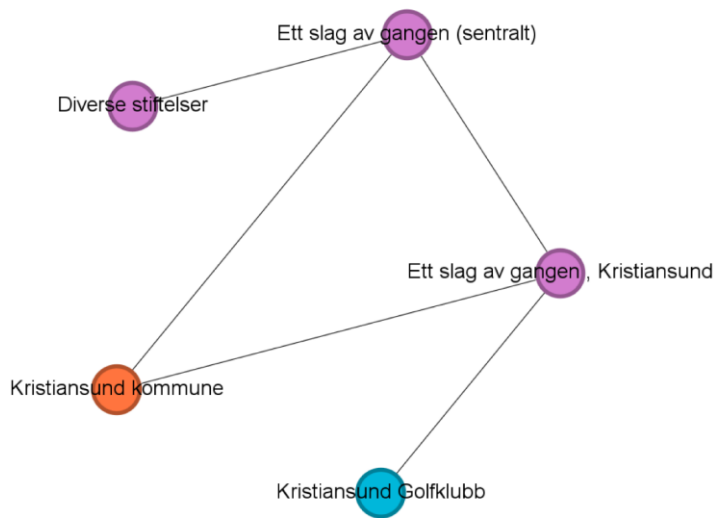 Ett slag av gangen (sentralt)
Diverse stiftelser
Ett slag av gangen , Kristiansund
Kristiansund kommune
Kristiansund Golfklubb